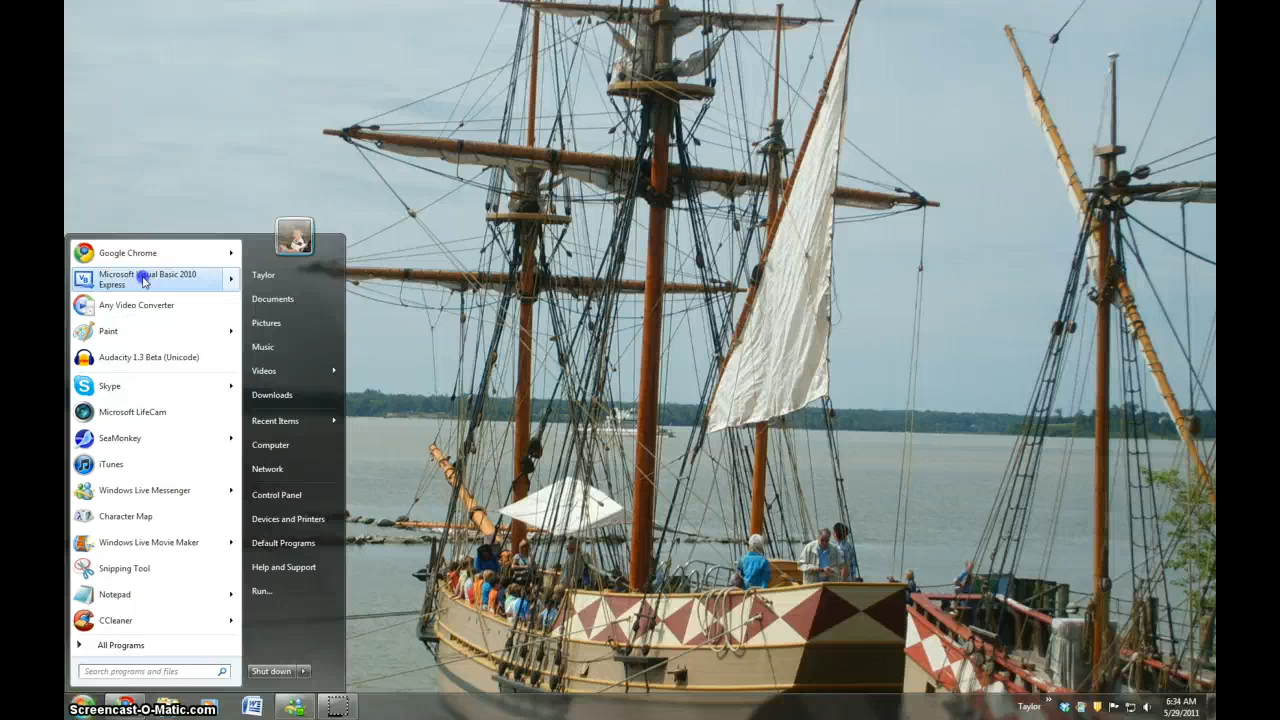 Google Chrome
Microsoft Visual Basic 2010
Express
Any Video Converter
Paint
Audacity 1.3 Beta (Unicode)
Skype
Microsoft LifeCam
SeaMonkey
iTunes
Windows Live Messenger
Character Map
Windows Live Movie Maker
Snipping Tool
Notepad
CCleaner
All Programs
Search programs and files
Taylor
Documents
Pictures
Music
Videos
Downloads
Recent Items
Computer
Network
Control Panel
Devices and Printers
Default Programs
Help and Support
Run...
Shut down
Screencast-O-Matic.com
Taylor
6:34 AM
5/29/2011